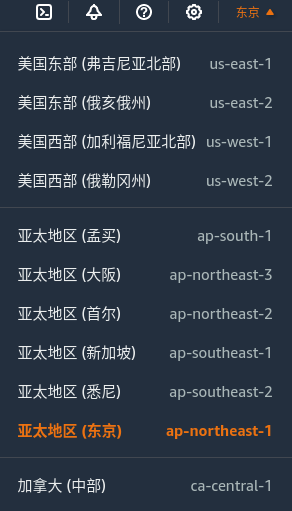 东京
美国东部 (弗吉尼亚北部) us-east-1
美国东部 (俄亥俄州) us-east-2
美国西部 (加利福尼亚北部) us-west-1
美国西部 (俄勒冈州) us-west-2
亚太地区 (孟买) ap-south-1
亚太地区 (大阪) ap-northeast-3
亚太地区 (首尔) ap-northeast-2
亚太地区 (新加坡) ap-southeast-1
亚太地区 (悉尼) ap-southeast-2
亚太地区 (东京) ap-northeast-1
加拿大 (中部) ca-central-1